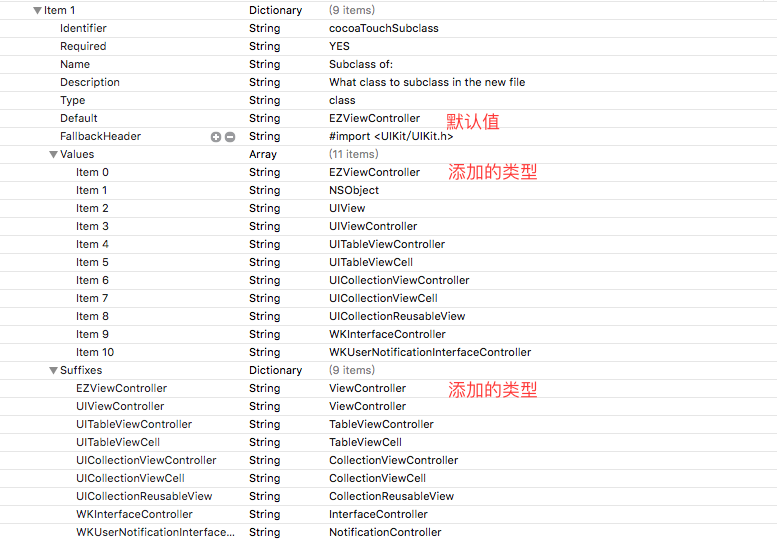 Item 1 Dictionary (9 items)
Identifier String cocoaTouchSubclass
Required String YES
Name String Subclass of:
Description String What class to subclass in the new file
Type String class
Default String EZViewController 默认值
FallbackHeader String #import <UIKit/UIKit.h>
Values Array (11 items)
Item 0 String EZViewController 添加的类型
Item 1 String NSObject
Item 2 String UIView
Item 3 String UIViewController
Item 4 String UITableViewController
Item 5 String UITableViewCell
Item 6 String UICollectionViewController
Item 7 String UICollectionViewCell
Item 8 String UICollectionReusableView
Item 9 String WKInterfaceController
Item 10 String WKUserNotificationInterfaceController
Suffixes Dictionary (9 items)
EZViewController String ViewController 添加的类型
UIViewController String ViewController
UITableViewController String TableViewController
UITableViewCell String TableViewCell
UICollectionViewController String CollectionViewController
UICollectionViewCell String CollectionViewCell
UICollectionReusableView String CollectionReusableView
WKInterfaceController String InterfaceController
WKUserNotificationInterface... String NotificationController